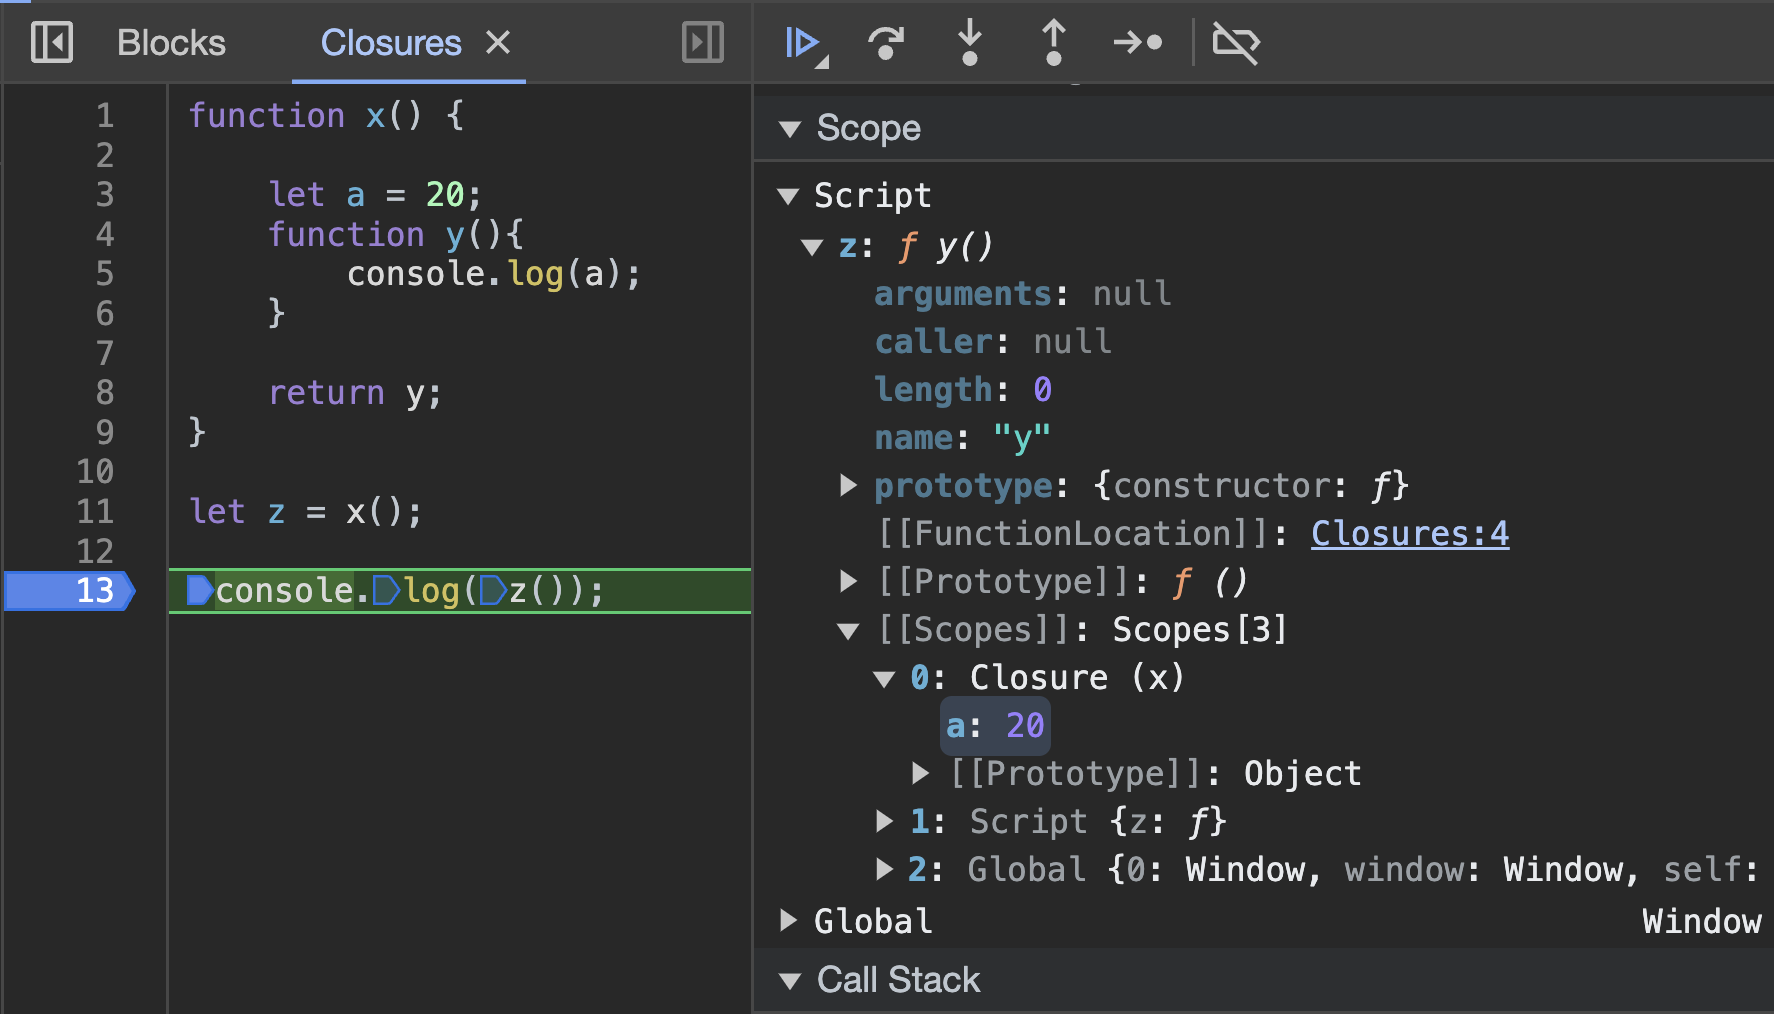 Blocks
Closures
1 function x() {
2
3     let a = 20;
4     function y(){
5         console.log(a);
6     }
7
8     return y;
9 }
10
11 let z = x();
12
13 console.log(z());
Scope
Script
z: ƒ y()
arguments: null
caller: null
length: 0
name: "y"
prototype: {constructor: ƒ}
[[FunctionLocation]]: Closures:4
[[Prototype]]: ƒ ()
[[Scopes]]: Scopes[3]
0: Closure (x)
a: 20
[[Prototype]]: Object
1: Script {z: ƒ}
2: Global {0: Window, window: Window, self:
Global Window
Call Stack